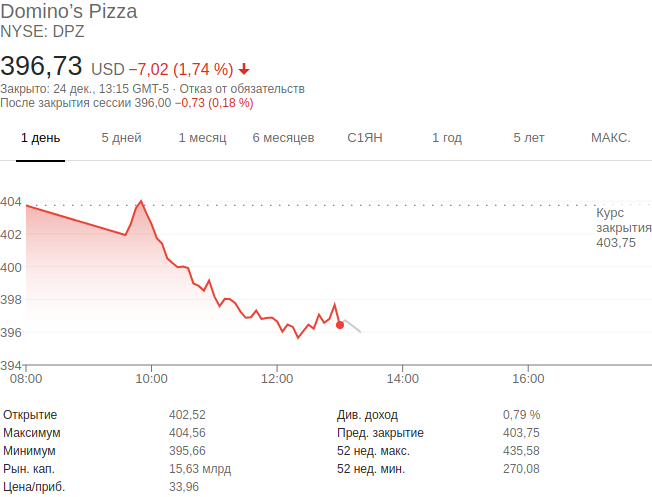 Domino’s Pizza
NYSE: DPZ
396,73 USD −7,02 (1,74 %)
Закрыто: 24 дек., 13:15 GMT-5 · Отказ от обязательств
После закрытия сессии 396,00 −0,73 (0,18 %)
1 день 5 дней 1 месяц 6 месяцев С1ЯН 1 год 5 лет МАКС.
404
402
400
398
396
394
Курс
закрытия
403,75
08:00 10:00 12:00 14:00 16:00
Открытие 402,52 Див. доход 0,79 %
Максимум 404,56 Пред. закрытие 403,75
Минимум 395,66 52 нед. макс. 435,58
Рын. кап. 15,63 млрд 52 нед. мин. 270,08
Цена/приб. 33,96